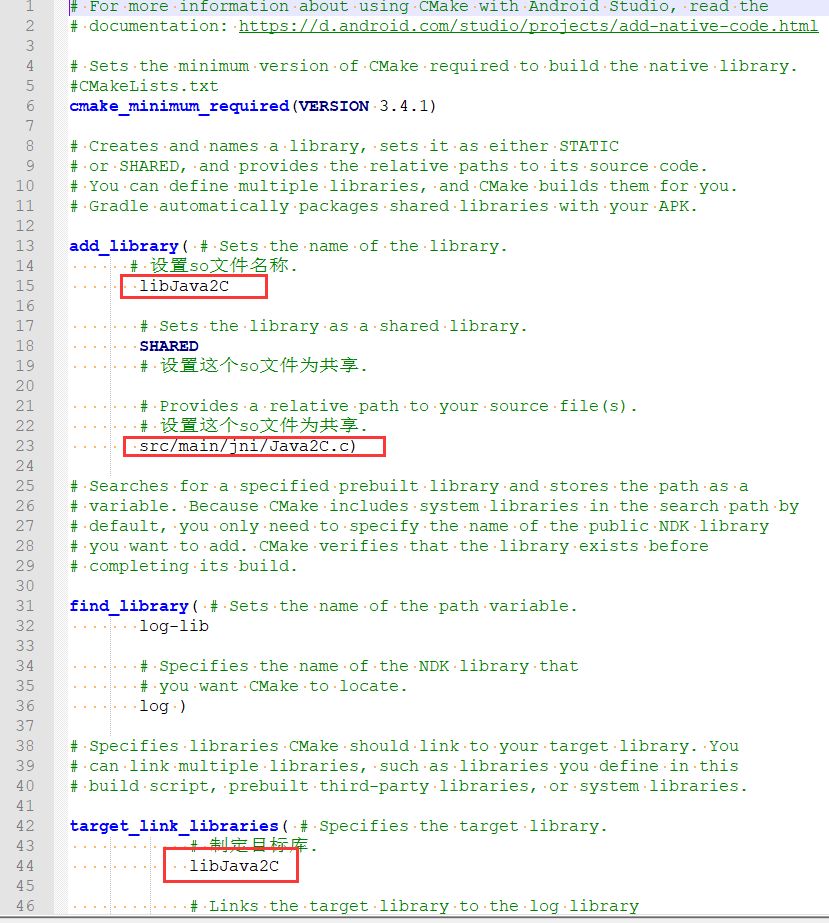 1 # For more information about using CMake with Android Studio, read the
2 # documentation: https://d.android.com/studio/projects/add-native-code.html
3
4 # Sets the minimum version of CMake required to build the native library.
5 #CMakeLists.txt
6 cmake_minimum_required(VERSION 3.4.1)
7
8 # Creates and names a library, sets it as either STATIC
9 # or SHARED, and provides the relative paths to its source code.
10 # You can define multiple libraries, and CMake builds them for you.
11 # Gradle automatically packages shared libraries with your APK.
12
13 add_library( # Sets the name of the library.
14 # 设置so文件名称.
15 libJava2C
16
17 # Sets the library as a shared library.
18 SHARED
19 # 设置这个so文件为共享.
20
21 # Provides a relative path to your source file(s).
22 # 设置这个so文件为共享.
23 src/main/jni/Java2C.c)
24
25 # Searches for a specified prebuilt library and stores the path as a
26 # variable. Because CMake includes system libraries in the search path by
27 # default, you only need to specify the name of the public NDK library
28 # you want to add. CMake verifies that the library exists before
29 # completing its build.
30
31 find_library( # Sets the name of the path variable.
32 log-lib
33
34 # Specifies the name of the NDK library that
35 # you want CMake to locate.
36 log )
37
38 # Specifies libraries CMake should link to your target library. You
39 # can link multiple libraries, such as libraries you define in this
40 # build script, prebuilt third-party libraries, or system libraries.
41
42 target_link_libraries( # Specifies the target library.
43 # 制定目标库.
44 libJava2C
45
46 # Links the target library to the log library